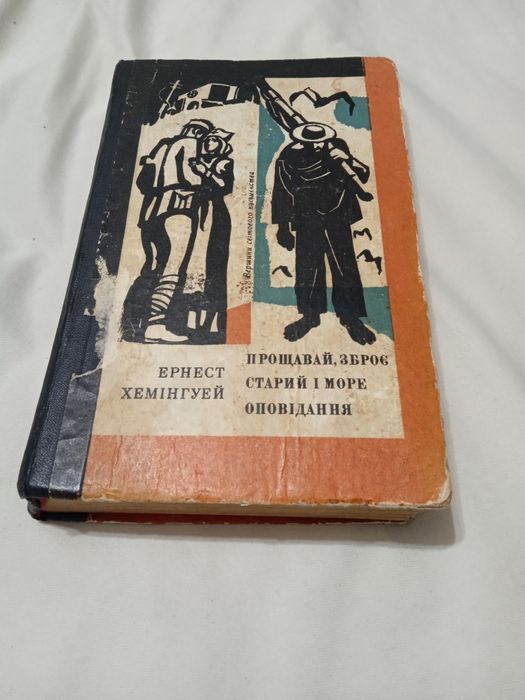 Вершини світового письменства
ЕРНЕСТ
ХЕМІНГУЕЙ
ПРОЩАВАЙ, ЗБРОЄ
СТАРИЙ І МОРЕ
ОПОВІДАННЯ